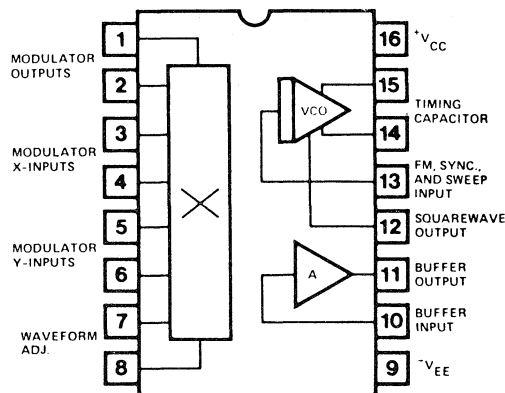 1
MODULATOR
OUTPUTS
2
3
MODULATOR
X-INPUTS
4
5
MODULATOR
Y-INPUTS
6
7
WAVEFORM
ADJ.
8
X
VCO
A
16
+VCC
15
TIMING
CAPACITOR
14
13
FM, SYNC.,
AND SWEEP
INPUT
12
SQUAREWAVE
OUTPUT
11
BUFFER
OUTPUT
10
BUFFER
INPUT
9
-VEE